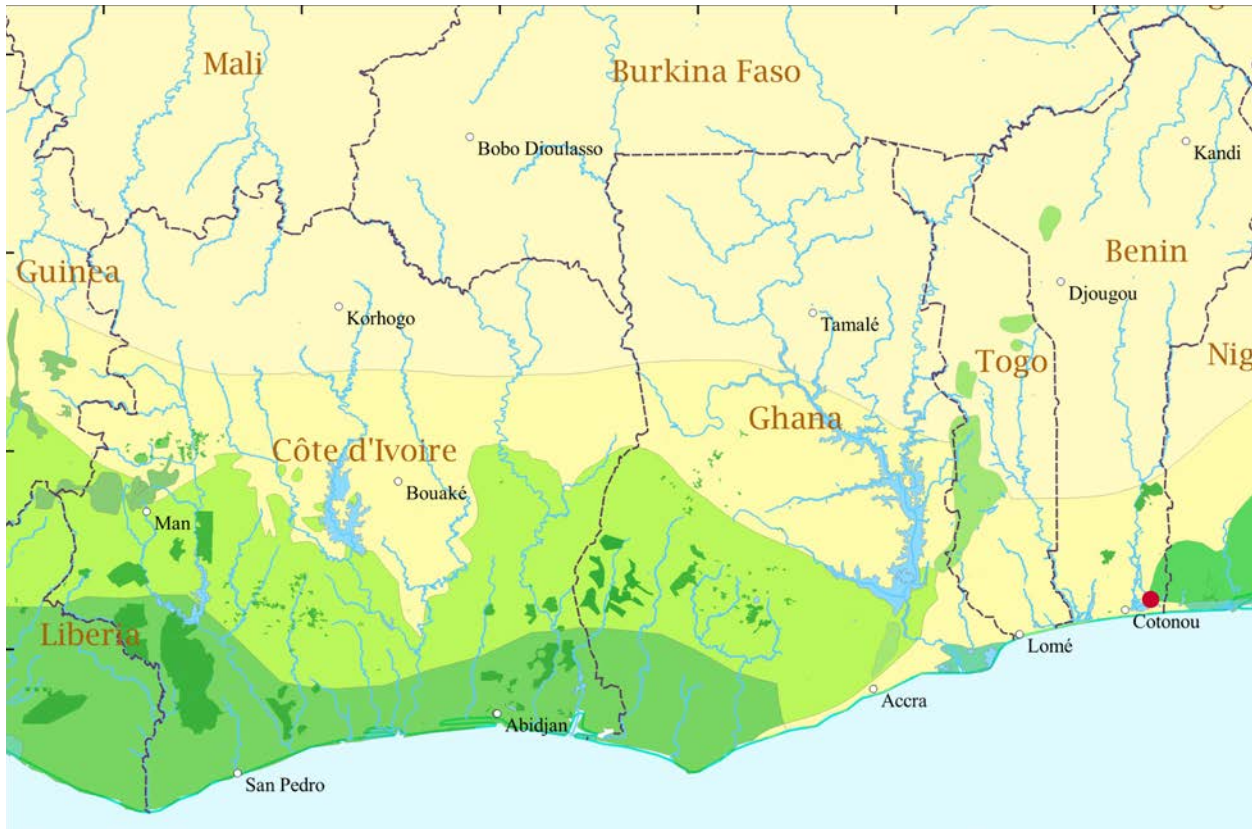 Mali
Burkina Faso
Bobo Dioulasso
Kandi
Guinea
Benin
Djougou
Korhogo
Tamalé
Togo
Nig
Ghana
Côte d'Ivoire
Bouaké
Man
Liberia
Cotonou
Lomé
Accra
Abidjan
San Pedro